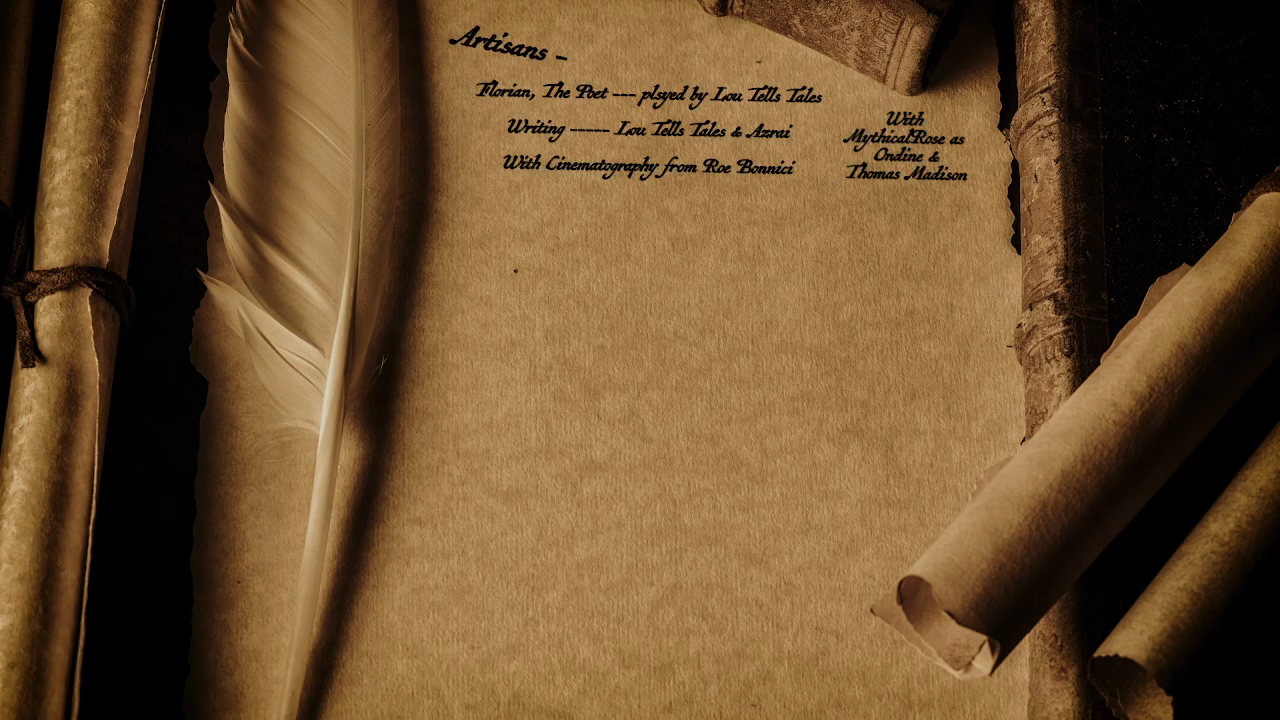 Artisans -
Florian, The Poet --- plsyed by Lou Tells Tales
Writing ----- Lou Tells Tales & Azrai
With Cinematography from Roe Bonnici
With
MythicalRose as
Ondine &
Thomas Madison